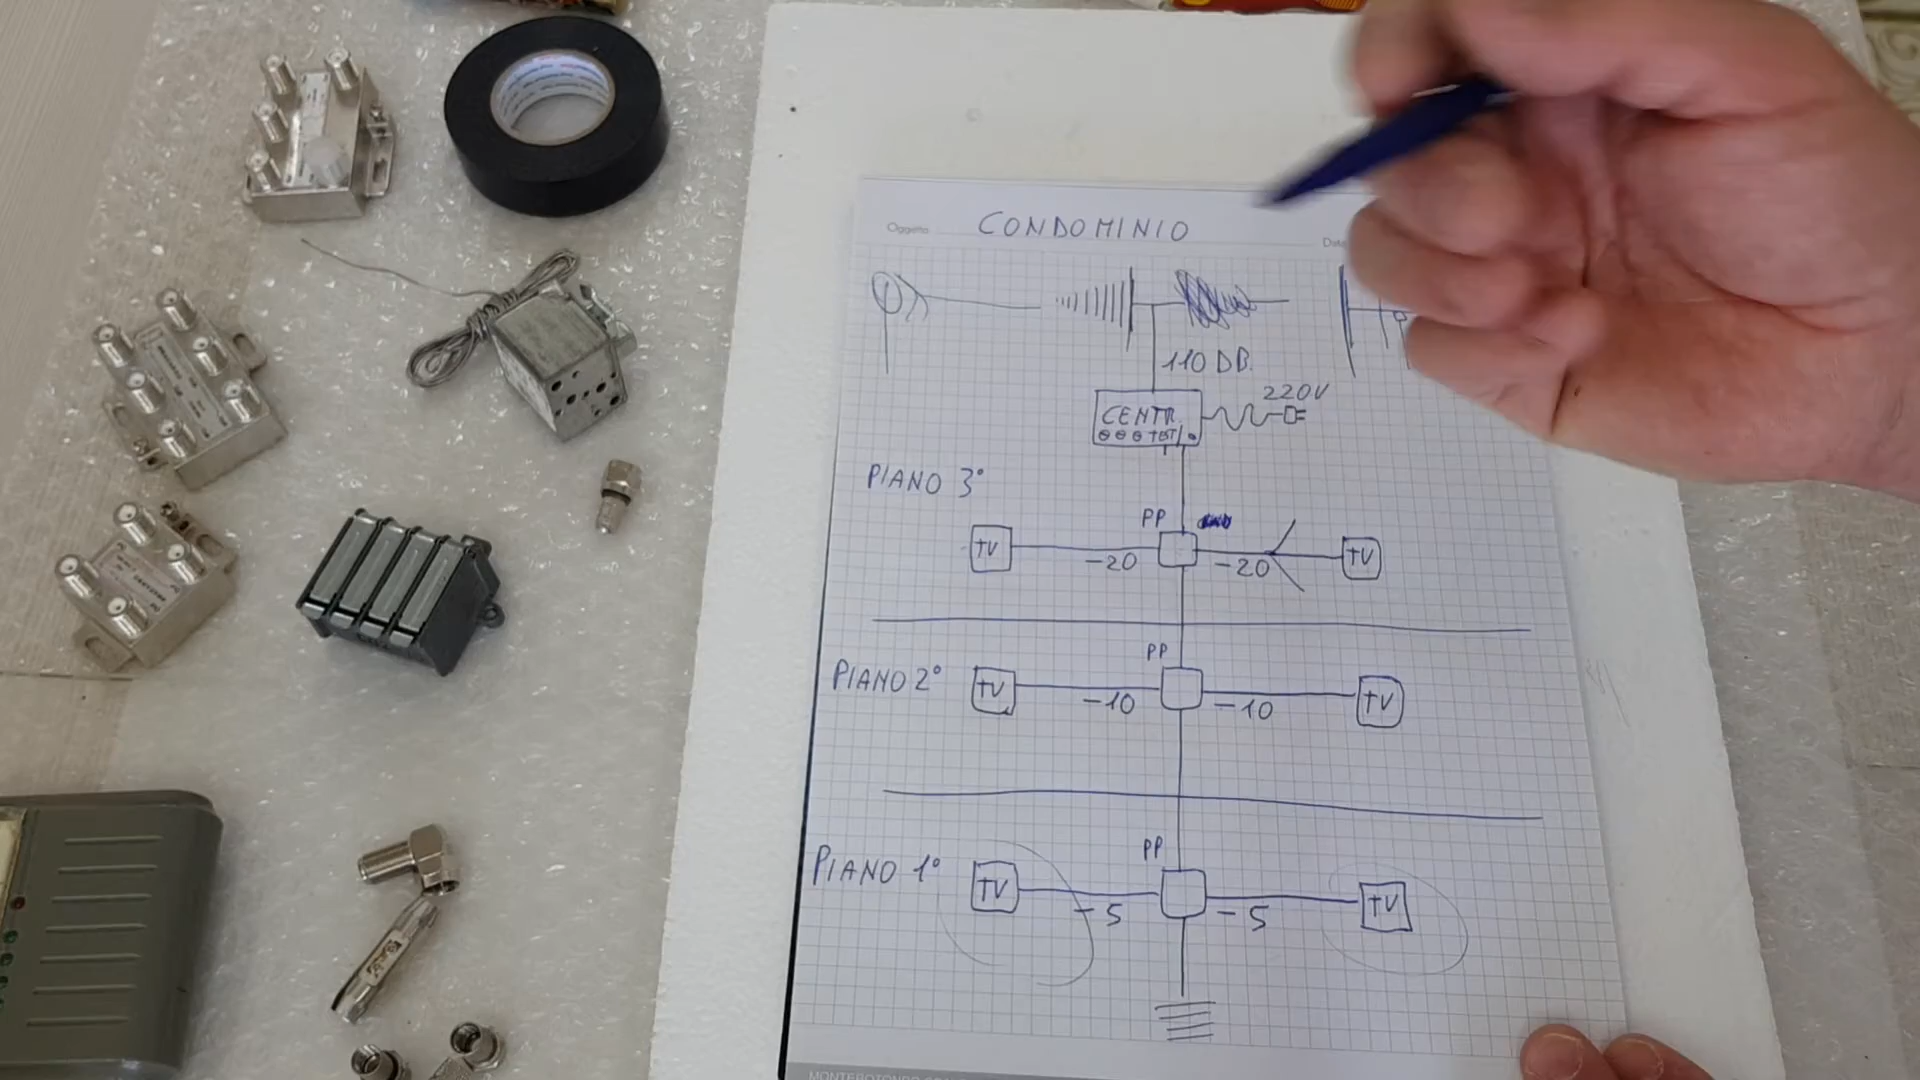 Oggetto CONDOMINIO
Data
110 DB.
220V
CENTR.
TEST
PIANO 3°
PP
TV -20 -20 TV
PP
PIANO 2° TV -10 -10 TV
PP
PIANO 1° TV -5 -5 TV